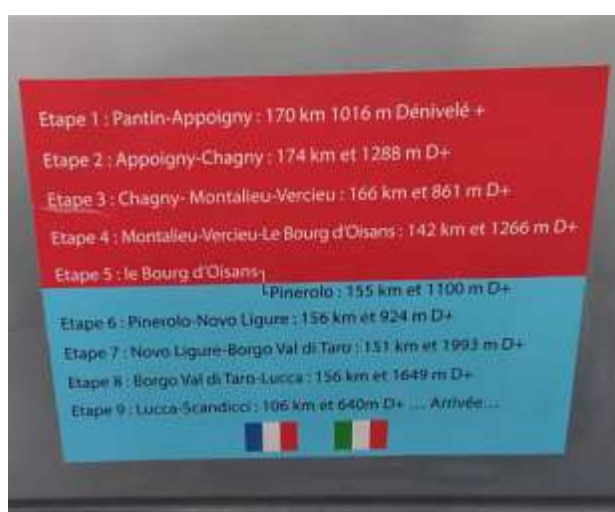 Etape 1 : Pantin-Appoigny : 170 km 1016 m Dénivelé +
Etape 2 : Appoigny-Chagny : 174 km et 1288 m D+
Etape 3 : Chagny- Montalieu-Vercieu : 166 km et 861 m D+
Etape 4 : Montalieu-Vercieu-Le Bourg d'Oisans : 142 km et 1266 m D+
Etape 5 : le Bourg d'Oisans
Pinerolo : 155 km et 1100 m D+
Etape 6 : Pinerolo-Novo Ligure : 156 km et 924 m D+
Etape 7 : Novo Ligure-Borgo Val di Taro : 151 km et 1993 m D+
Etape 8 : Borgo Val di Taro-Lucca : 156 km et 1649 m D+
Etape 9 : Lucca-Scandicci : 106 km et 640m D+ ... Arrivée...